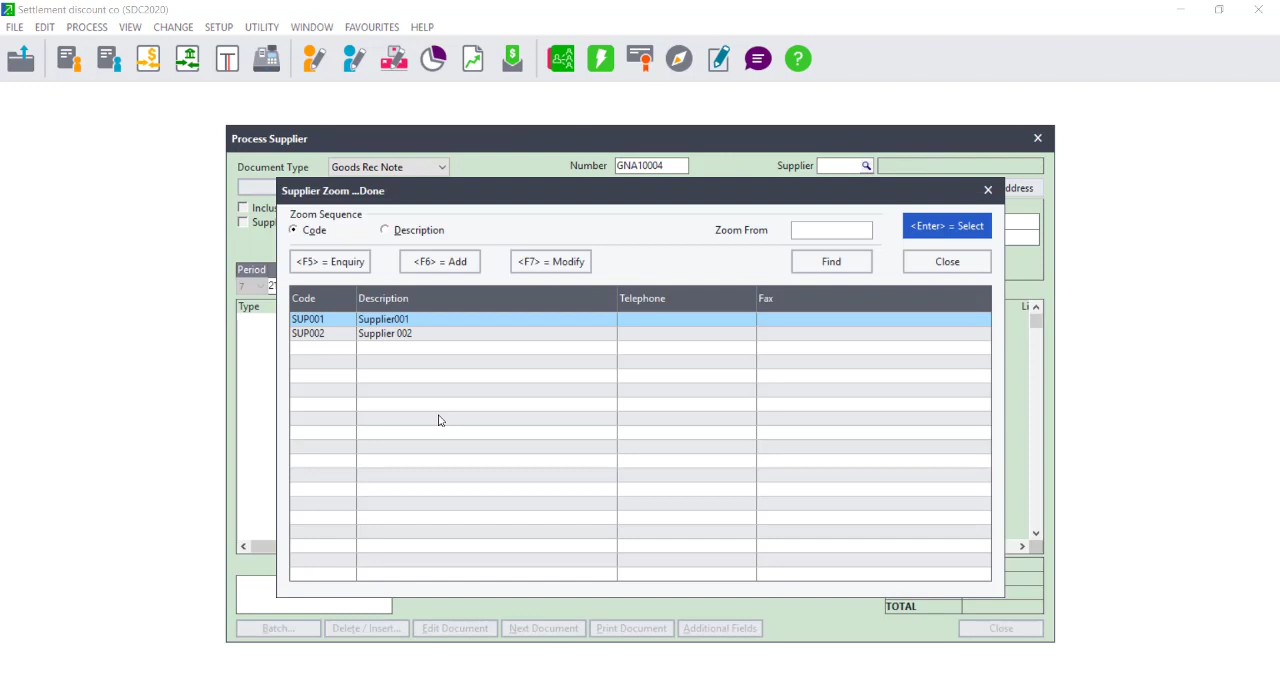 Settlement discount co (SDC2020)
FILE EDIT PROCESS VIEW CHANGE SETUP UTILITY WINDOW FAVOURITES HELP
Process Supplier
Document Type Goods Rec Note Number GNA10004 Supplier
Supplier Zoom ...Done
ddress
Inclus
Zoom Sequence
Suppl
Code Description Zoom From <Enter> = Select
<F5> = Enquiry <F6> = Add <F7> = Modify Find Close
Period
7 21
Code Description Telephone Fax
Type Li
SUP001 Supplier001
SUP002 Supplier 002
TOTAL
Batch... Delete / Insert... Edit Document Next Document Print Document Additional Fields Close